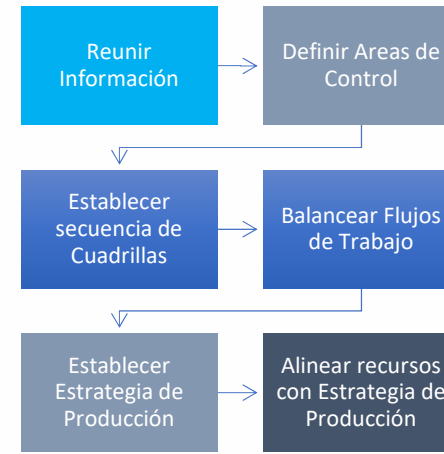 Reunir
Información
Definir Areas de
Control
Establecer
secuencia de
Cuadrillas
Balancear Flujos
de Trabajo
Establecer
Estrategia de
Producción
Alinear recursos
con Estrategia de
Producción